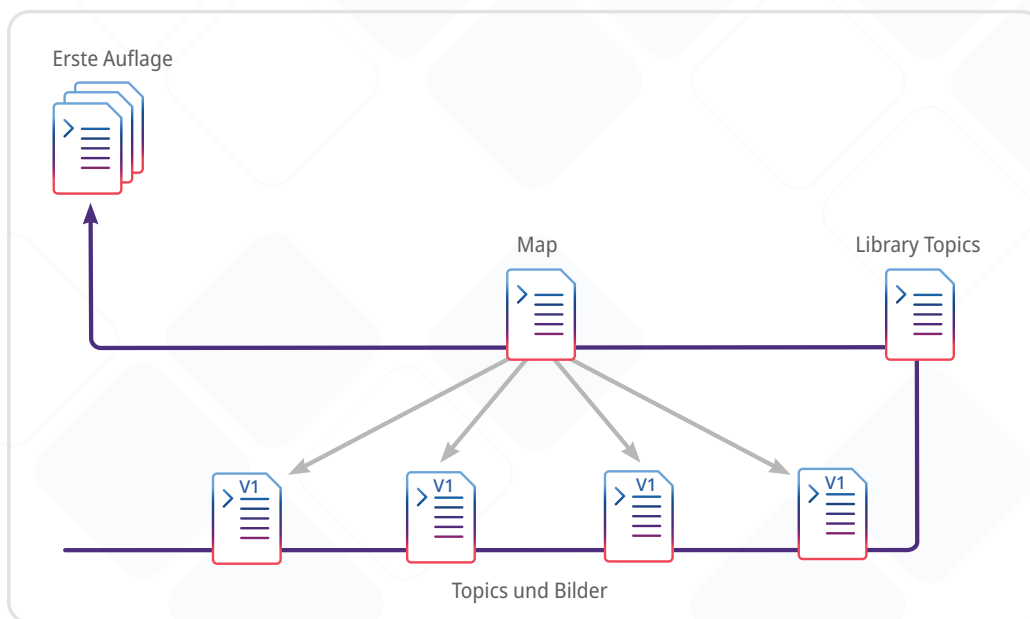 Erste Auflage
Map
Library Topics
V1
V1
V1
V1
Topics und Bilder